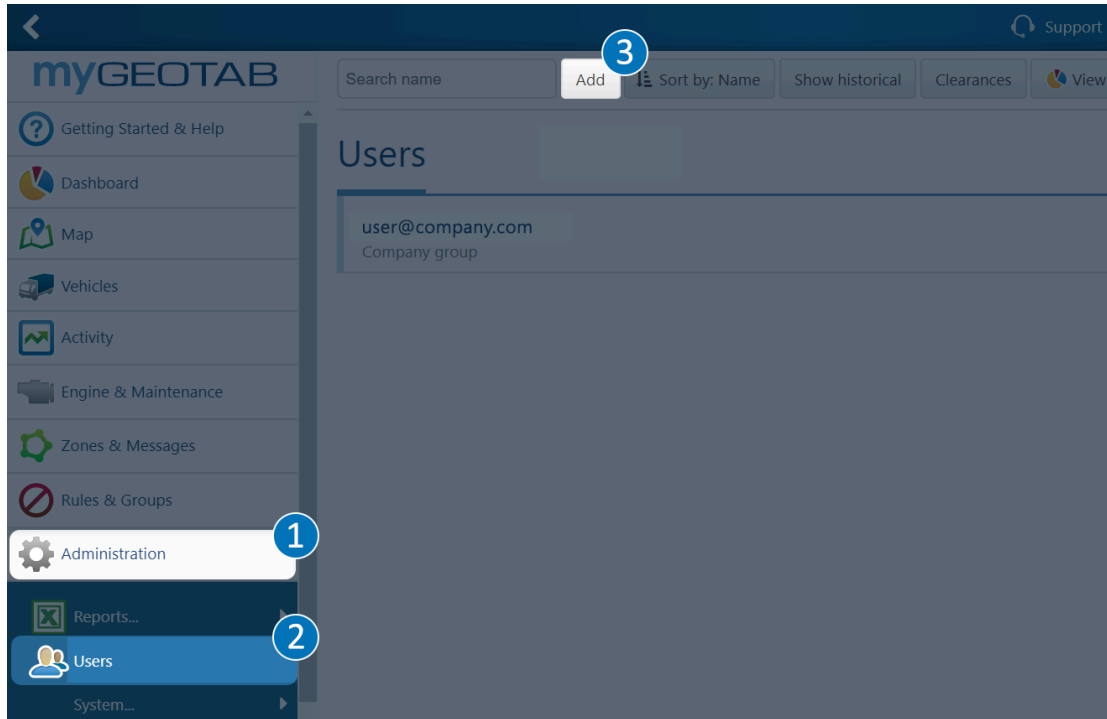 Support
3
myGEOTAB
Search name
Add
Sort by: Name
Show historical
Clearances
View
Getting Started & Help
Users
Dashboard
user@company.com
Company group
Map
Vehicles
Activity
Engine & Maintenance
Zones & Messages
Rules & Groups
1
Administration
Reports...
2
Users
System...